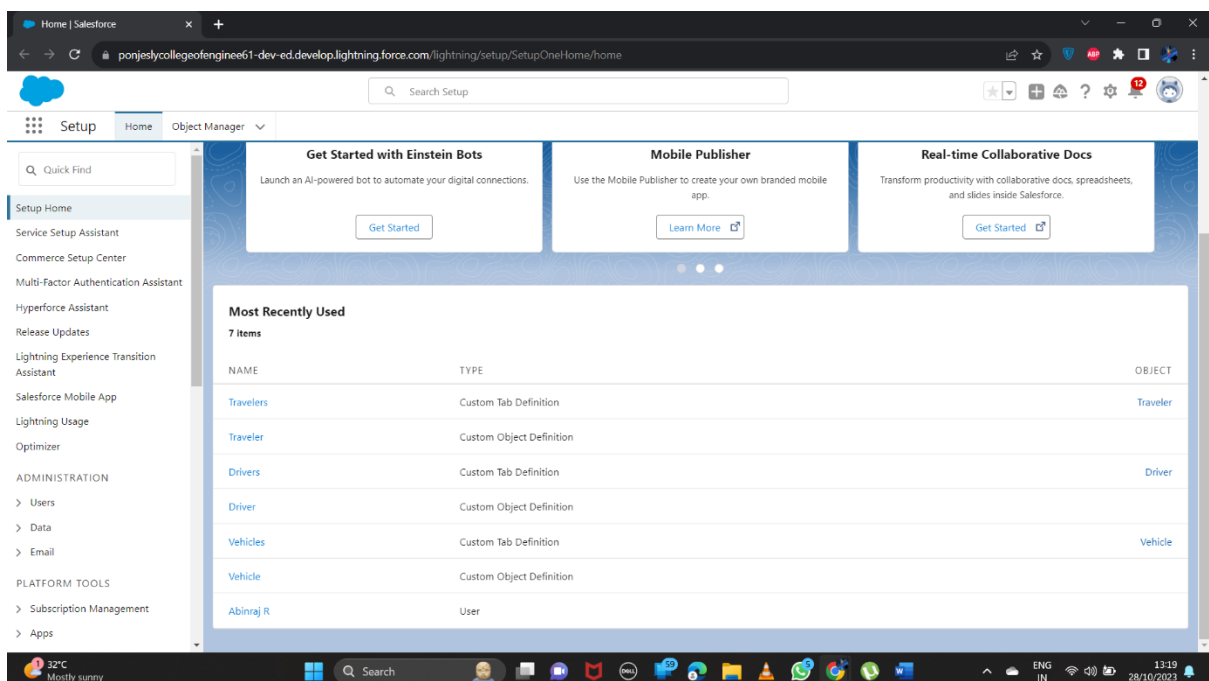 Home | Salesforce
ponjeslycollegeofenginee61-dev-ed.develop.lightning.force.com/lightning/setup/SetupOneHome/home
ABP
Search Setup
12
Setup
Home
Object Manager
Quick Find
Setup Home
Service Setup Assistant
Commerce Setup Center
Multi-Factor Authentication Assistant
Hyperforce Assistant
Release Updates
Lightning Experience Transition
Assistant
Salesforce Mobile App
Lightning Usage
Optimizer
ADMINISTRATION
Users
Data
Email
PLATFORM TOOLS
Subscription Management
Apps
Get Started with Einstein Bots
Launch an AI-powered bot to automate your digital connections.
Get Started
Mobile Publisher
Use the Mobile Publisher to create your own branded mobile
app.
Learn More
Real-time Collaborative Docs
Transform productivity with collaborative docs, spreadsheets,
and slides inside Salesforce.
Get Started
Most Recently Used
7 items
NAME TYPE OBJECT
Travelers Custom Tab Definition Traveler
Traveler Custom Object Definition
Drivers Custom Tab Definition Driver
Driver Custom Object Definition
Vehicles Custom Tab Definition Vehicle
Vehicle Custom Object Definition
Abinraj R User
1
32°C
Mostly sunny
Search
DELL
59
ENG
IN
13:19
28/10/2023